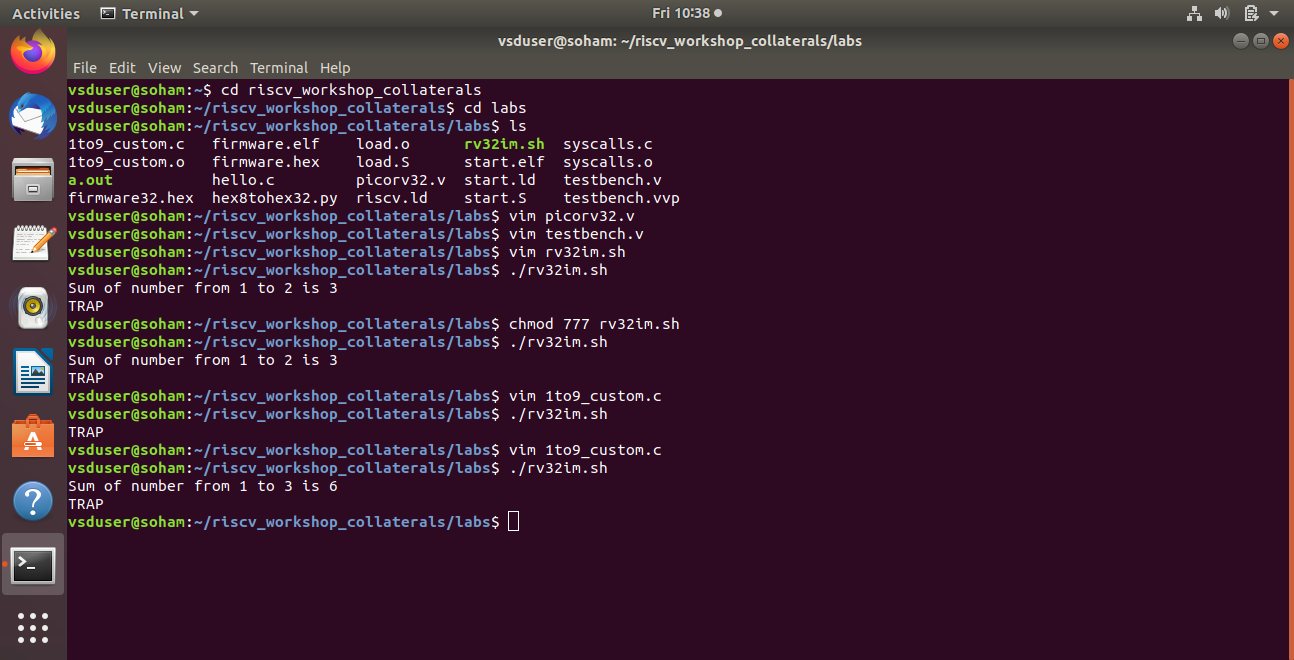 Activities Terminal Fri 10:38
vsduser@soham: ~/riscv_workshop_collaterals/labs
File Edit View Search Terminal Help
vsduser@soham:~$ cd riscv_workshop_collaterals
vsduser@soham:~/riscv_workshop_collaterals$ cd labs
vsduser@soham:~/riscv_workshop_collaterals/labs$ ls
1to9_custom.c firmware.elf load.o rv32im.sh syscalls.c
1to9_custom.o firmware.hex load.S start.elf syscalls.o
a.out hello.c picorv32.v start.ld testbench.v
firmware32.hex hex8tohex32.py riscv.ld start.S testbench.vvp
vsduser@soham:~/riscv_workshop_collaterals/labs$ vim picorv32.v
vsduser@soham:~/riscv_workshop_collaterals/labs$ vim testbench.v
vsduser@soham:~/riscv_workshop_collaterals/labs$ vim rv32im.sh
vsduser@soham:~/riscv_workshop_collaterals/labs$ ./rv32im.sh
Sum of number from 1 to 2 is 3
TRAP
vsduser@soham:~/riscv_workshop_collaterals/labs$ chmod 777 rv32im.sh
vsduser@soham:~/riscv_workshop_collaterals/labs$ ./rv32im.sh
Sum of number from 1 to 2 is 3
TRAP
vsduser@soham:~/riscv_workshop_collaterals/labs$ vim 1to9_custom.c
vsduser@soham:~/riscv_workshop_collaterals/labs$ ./rv32im.sh
TRAP
vsduser@soham:~/riscv_workshop_collaterals/labs$ vim 1to9_custom.c
vsduser@soham:~/riscv_workshop_collaterals/labs$ ./rv32im.sh
Sum of number from 1 to 3 is 6
TRAP
vsduser@soham:~/riscv_workshop_collaterals/labs$